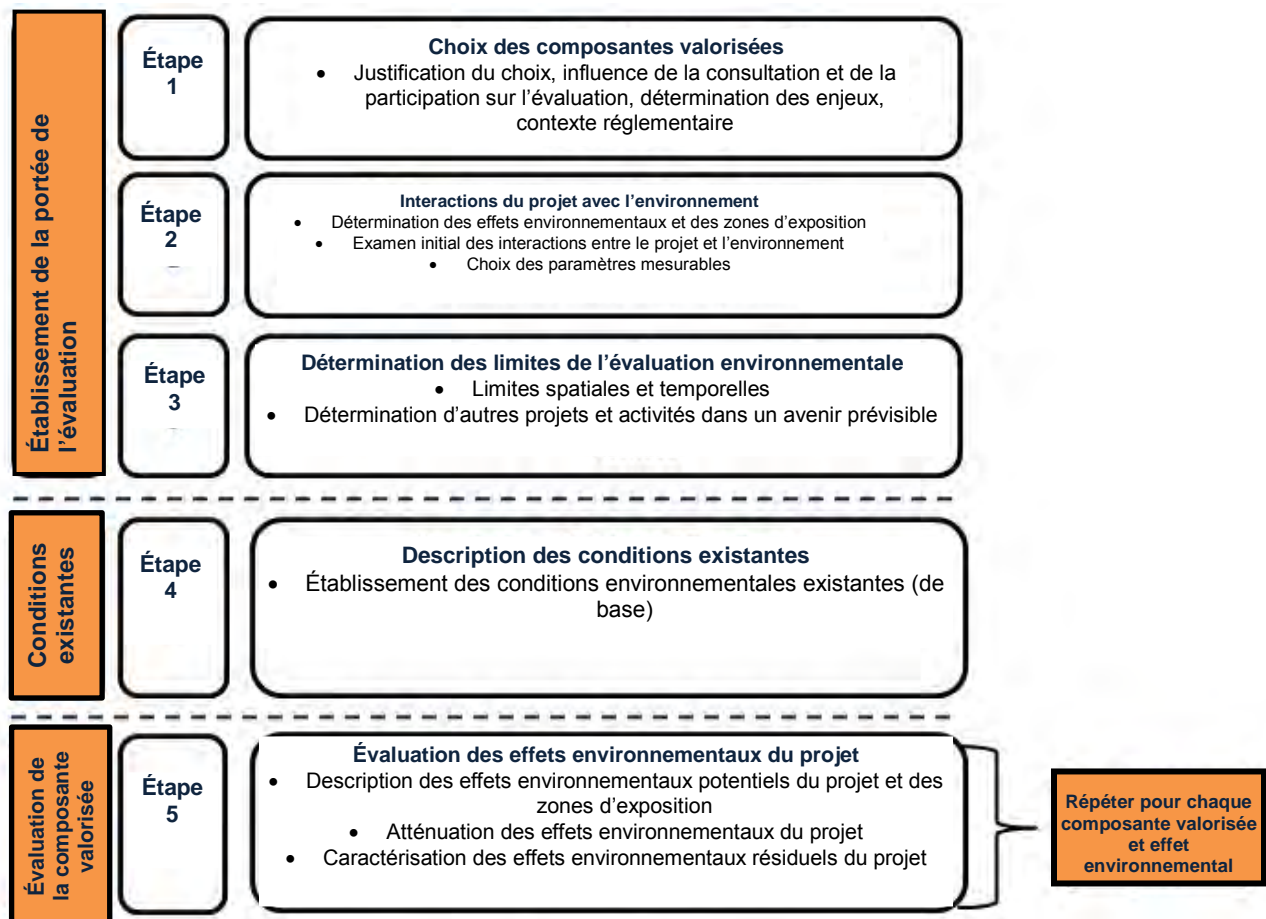 Établissement de la portée de
l'évaluation
Étape
1
Choix des composantes valorisées
• Justification du choix, influence de la consultation et de la
participation sur l'évaluation, détermination des enjeux,
contexte réglementaire
Étape
2
Interactions du projet avec l'environnement
• Détermination des effets environnementaux et des zones d'exposition
• Examen initial des interactions entre le projet et l'environnement
• Choix des paramètres mesurables
Étape
3
Détermination des limites de l'évaluation environnementale
• Limites spatiales et temporelles
• Détermination d'autres projets et activités dans un avenir prévisible
Conditions
existantes
Étape
4
Description des conditions existantes
• Établissement des conditions environnementales existantes (de
base)
Évaluation de
la composante
valorisée
Étape
5
Évaluation des effets environnementaux du projet
• Description des effets environnementaux potentiels du projet et des
zones d'exposition
• Atténuation des effets environnementaux du projet
• Caractérisation des effets environnementaux résiduels du projet
Répéter pour chaque
composante valorisée
et effet
environnemental